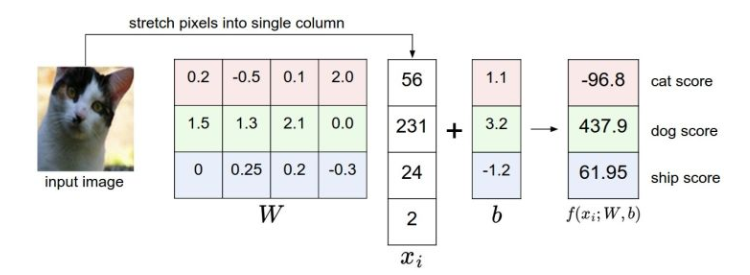 stretch pixels into single column
0.2 -0.5 0.1 2.0 56 1.1 -96.8 cat score
1.5 1.3 2.1 0.0 231 + 3.2 → 437.9 dog score
0 0.25 0.2 -0.3 24 -1.2 61.95 ship score
input image
2
W b f(x_i; W, b)
x_i